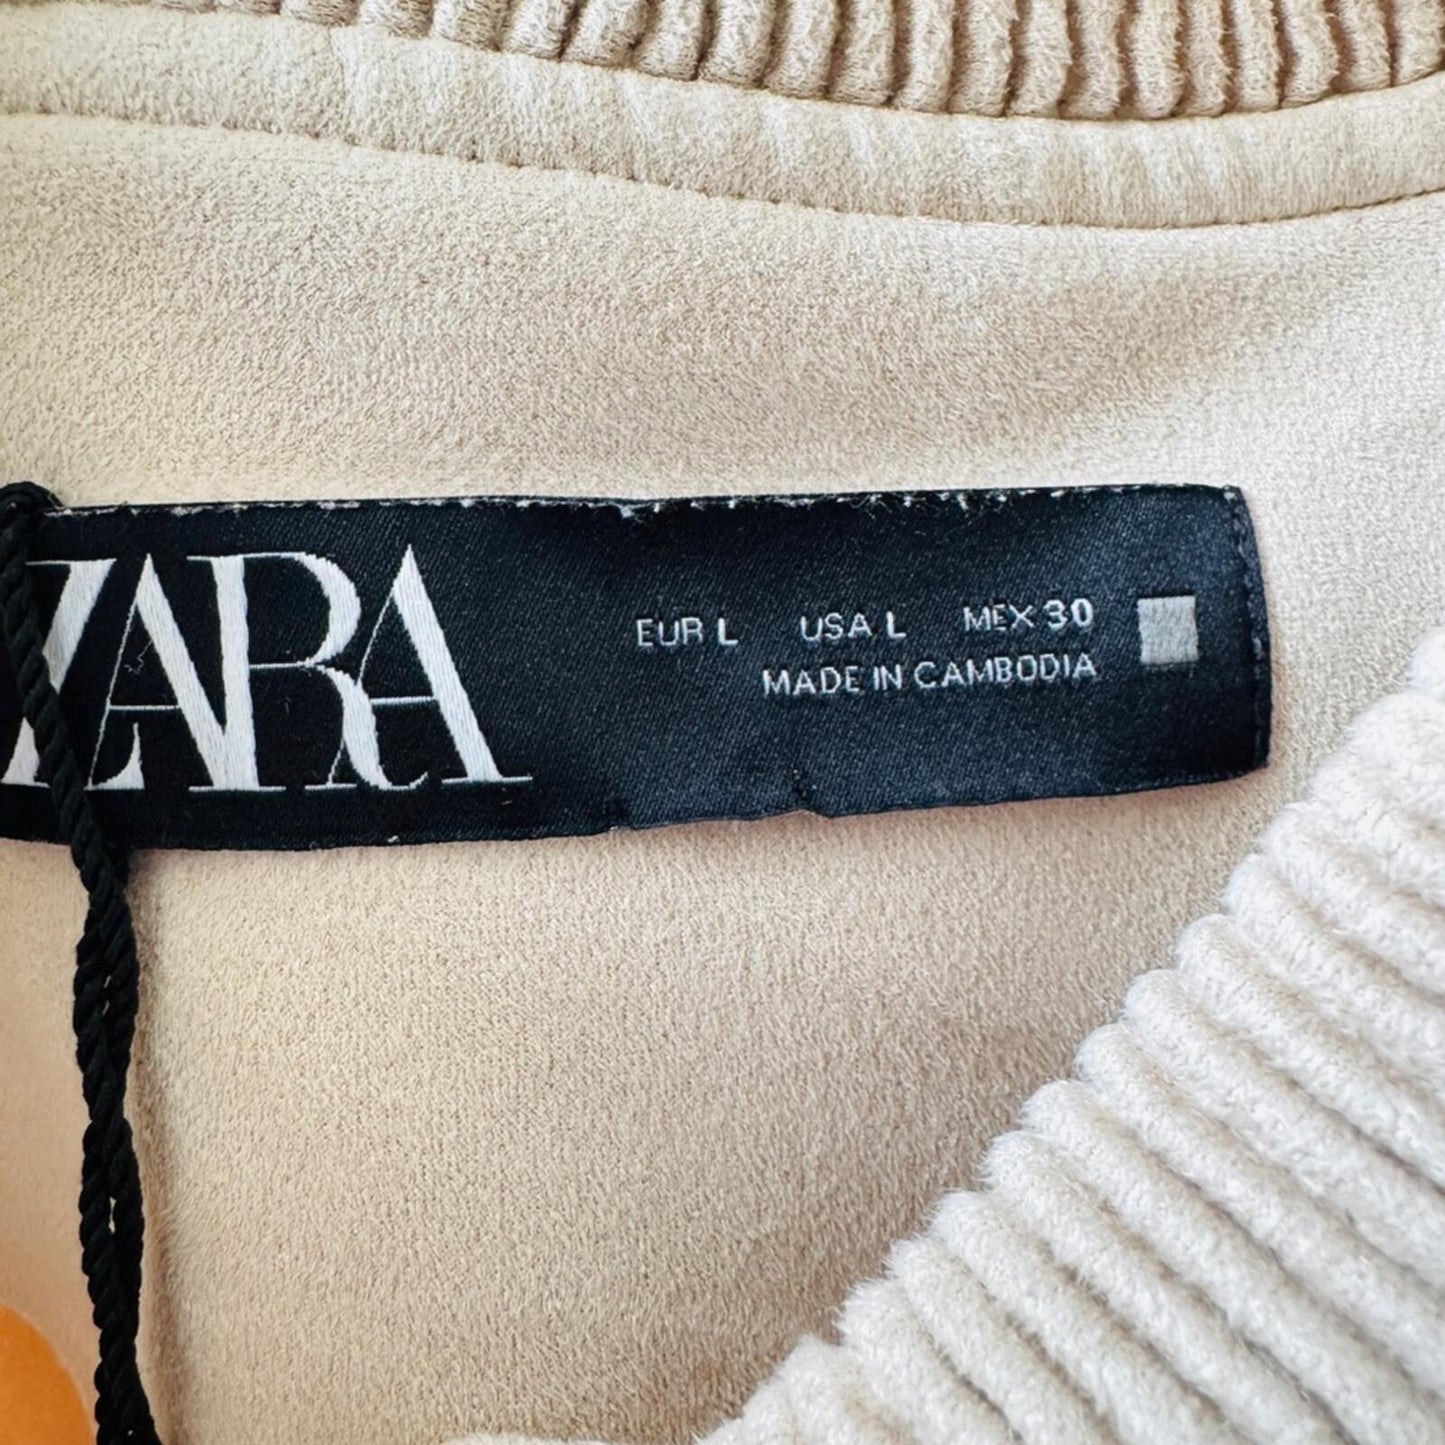 ZARA
EUR L USA L MEX 30
MADE IN CAMBODIA